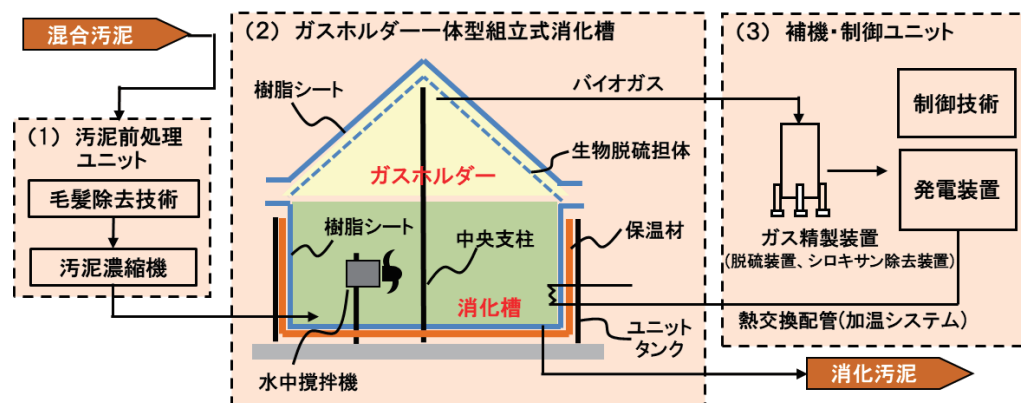 混合汚泥
(1) 汚泥前処理
ユニット
毛髪除去技術
汚泥濃縮機
(2) ガスホルダー一体型組立式消化槽
樹脂シート
バイオガス
生物脱硫担体
ガスホルダー
樹脂シート
中央支柱
保温材
消化槽
ユニット
タンク
水中撹拌機
(3) 補機・制御ユニット
制御技術
発電装置
ガス精製装置
(脱硫装置、シロキサン除去装置)
熱交換配管(加温システム)
消化汚泥